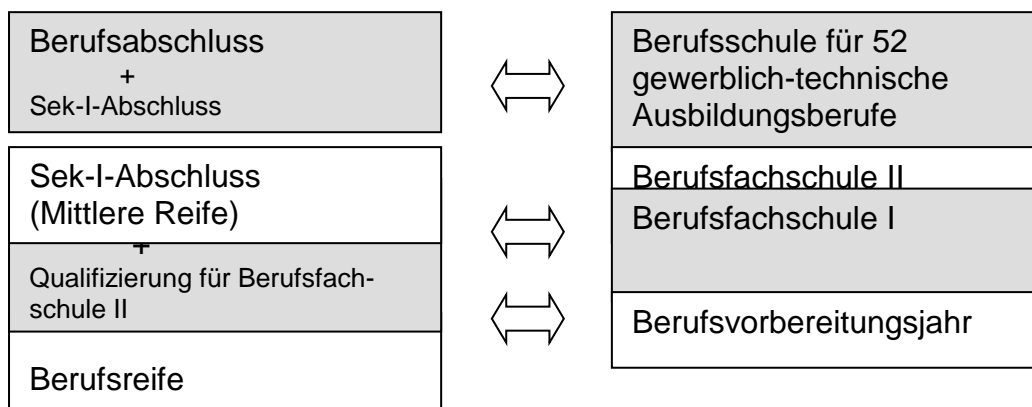 Berufsabschluss
+
Sek-I-Abschluss
Sek-I-Abschluss
(Mittlere Reife)
+
Qualifizierung für Berufsfach-
schule II
Berufsreife
Berufsschule für 52
gewerblich-technische
Ausbildungsberufe
Berufsfachschule II
Berufsfachschule I
Berufsvorbereitungsjahr